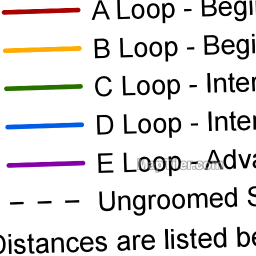 A Loop - Begi
B Loop - Begi
C Loop - Inter
D Loop - Inter
E Loop - Adva
Ungroomed S
Distances are listed be